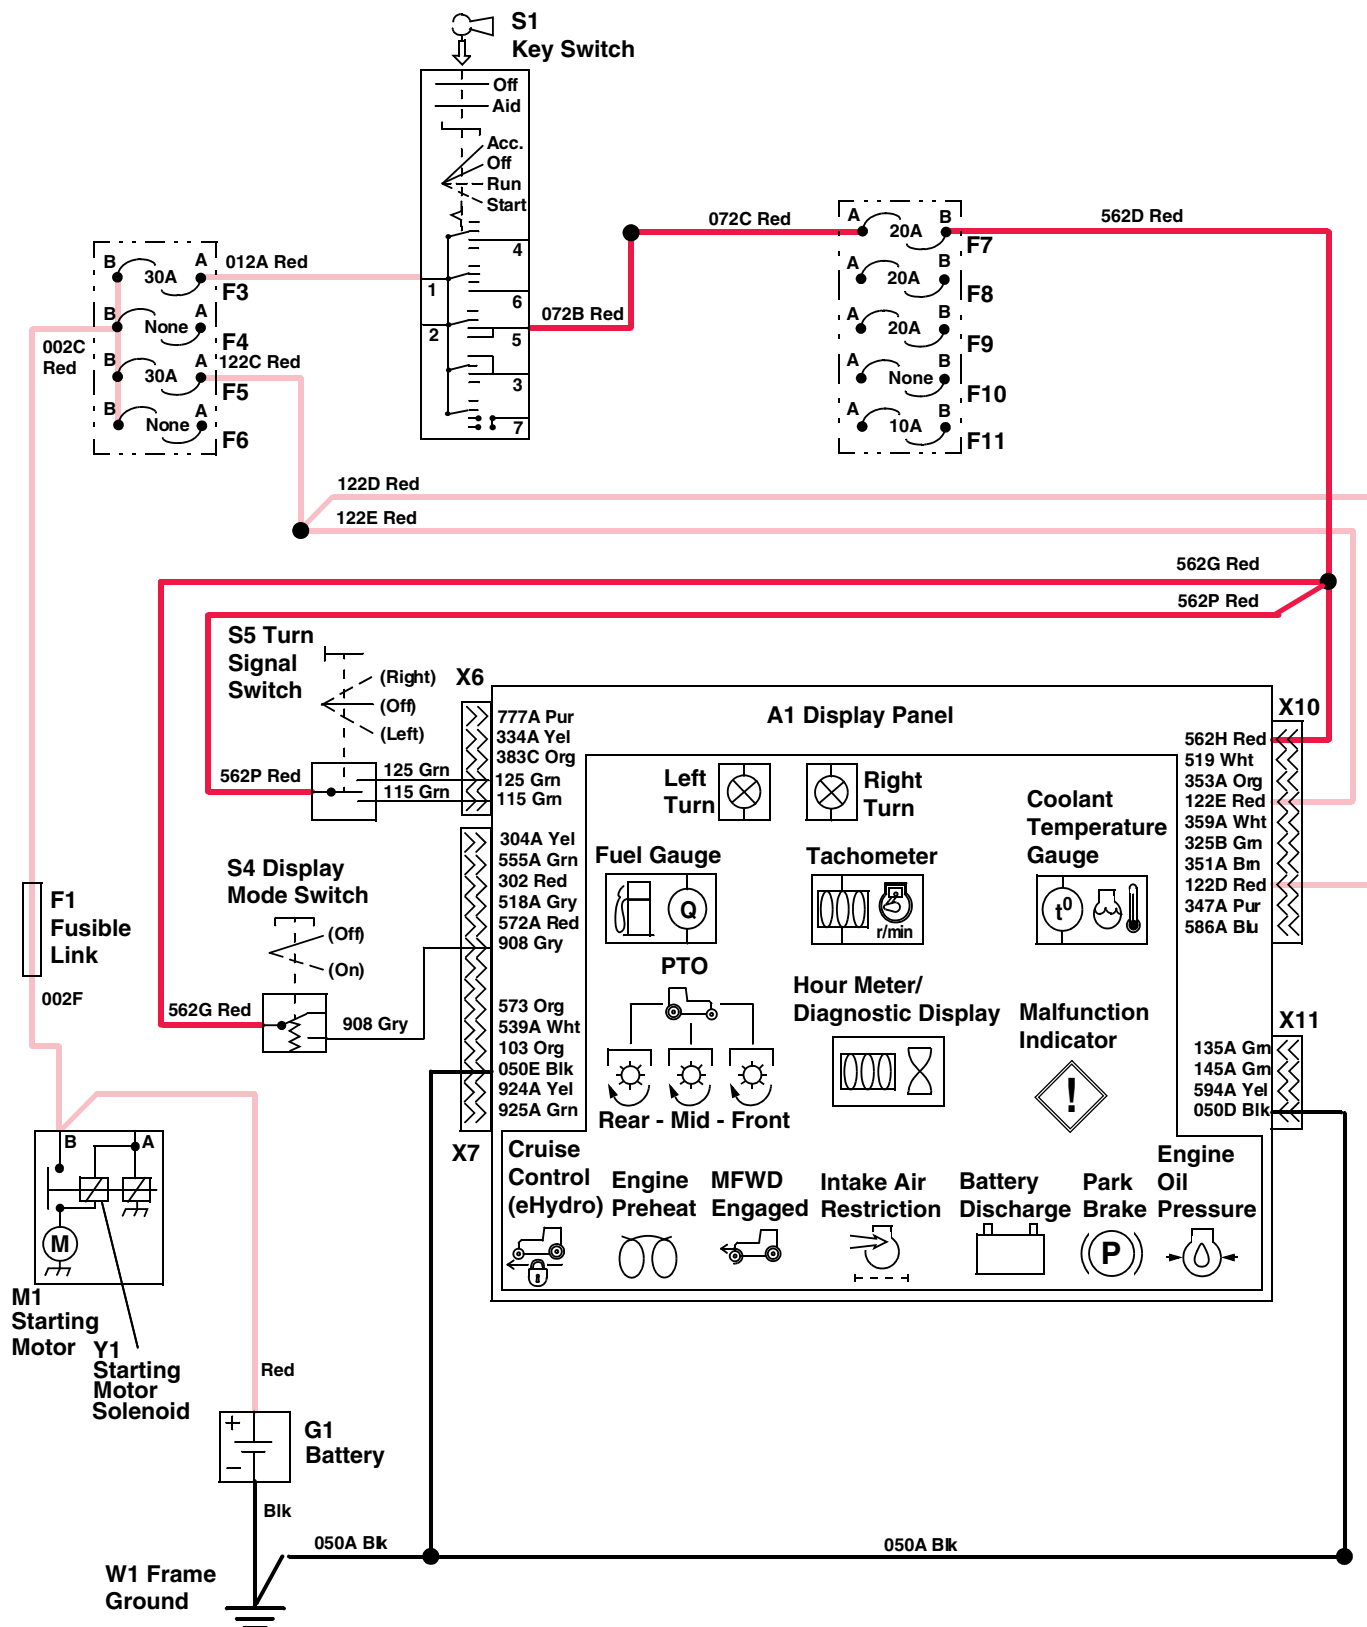 S1
Key Switch
Off
Aid
Acc.
Off
Run
Start
4
1
6
2
5
3
7
072B Red
072C Red
562D Red
A 20A B F7
A 20A B F8
A 20A B F9
A None B F10
A 10A B F11
B 30A A F3
012A Red
B None A F4
002C
Red
122C Red
B 30A A F5
B None A F6
122D Red
122E Red
562G Red
562P Red
S5 Turn
Signal
Switch
(Right)
(Off)
(Left)
562P Red
125 Grn
115 Grn
X6
777A Pur
334A Yel
383C Org
125 Grn
115 Grn
304A Yel
555A Grn
302 Red
518A Gry
572A Red
908 Gry
573 Org
539A Wht
103 Org
050E Blk
924A Yel
925A Grn
X7
S4 Display
Mode Switch
(Off)
(On)
562G Red
908 Gry
A1 Display Panel
Left
Turn
Right
Turn
Fuel Gauge
Q
Tachometer
r/min
Coolant
Temperature
Gauge
t0
PTO
Rear - Mid - Front
Hour Meter/
Diagnostic Display
Malfunction
Indicator
!
X10
562H Red
519 Wht
353A Org
122E Red
359A Wht
325B Grn
351A Brn
122D Red
347A Pur
586A Blu
X11
135A Grn
145A Grn
594A Yel
050D Blk
Cruise
Control
(eHydro)
Engine
Preheat
MFWD
Engaged
Intake Air
Restriction
Battery
Discharge
Park
Brake
P
Engine
Oil
Pressure
F1
Fusible
Link
002F
B A
M
M1
Starting
Motor
Y1
Starting
Motor
Solenoid
Red
+
−
G1
Battery
Blk
050A Blk
050A Blk
W1 Frame
Ground